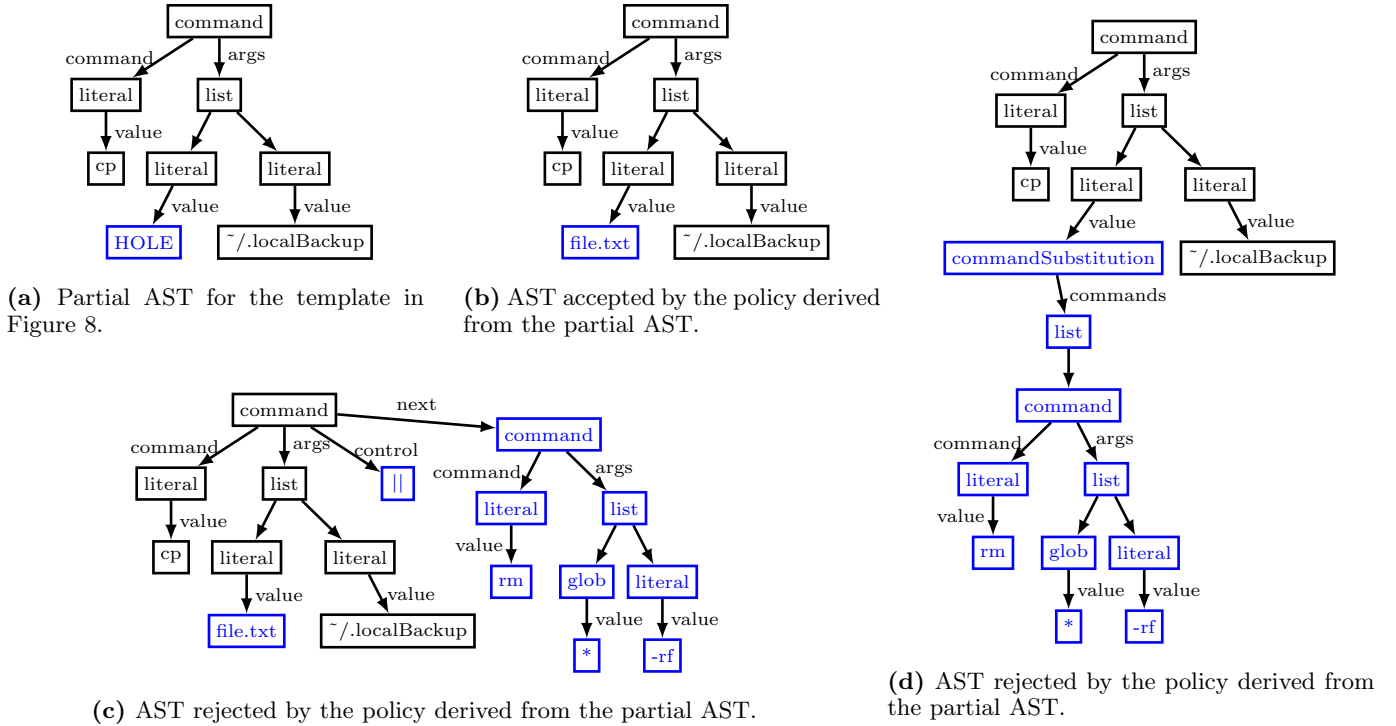 command
command
args
literal
list
value
cp
literal
literal
value
value
HOLE
~/.localBackup
(a) Partial AST for the template in
Figure 8.
command
command
args
literal
list
value
cp
literal
literal
value
value
file.txt
~/.localBackup
(b) AST accepted by the policy derived
from the partial AST.
command
next
command
args
control
literal
list
||
value
cp
literal
literal
value
value
file.txt
~/.localBackup
command
command
args
literal
list
value
rm
glob
literal
value
value
*
-rf
(c) AST rejected by the policy derived from the partial AST.
command
command
args
literal
list
value
cp
literal
literal
value
value
commandSubstitution
~/.localBackup
commands
list
command
command
args
literal
list
value
rm
glob
literal
value
value
*
-rf
(d) AST rejected by the policy derived from
the partial AST.